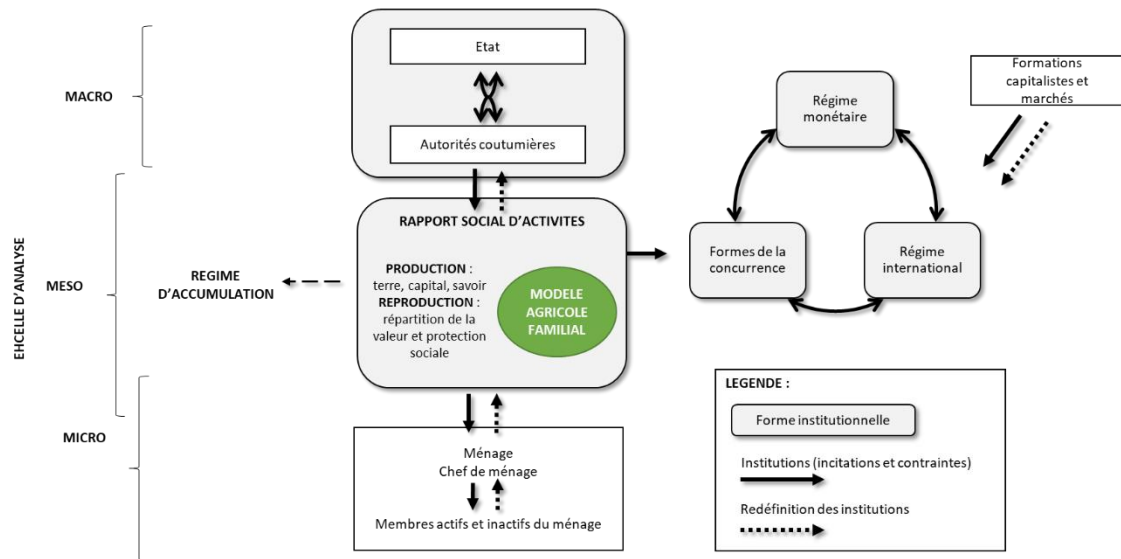 EHCELLE D'ANALYSE
MACRO
MESO
MICRO
REGIME
D'ACCUMULATION
Etat
Autorités coutumières
RAPPORT SOCIAL D'ACTIVITES
PRODUCTION :
terre, capital, savoir
REPRODUCTION :
répartition de la
valeur et protection
sociale
MODELE
AGRICOLE
FAMILIAL
Ménage
Chef de ménage
Membres actifs et inactifs du ménage
Régime
monétaire
Formes de la
concurrence
Régime
international
Formations
capitalistes et
marchés
LEGENDE :
Forme institutionnelle
Institutions (incitations et contraintes)
Redéfinition des institutions